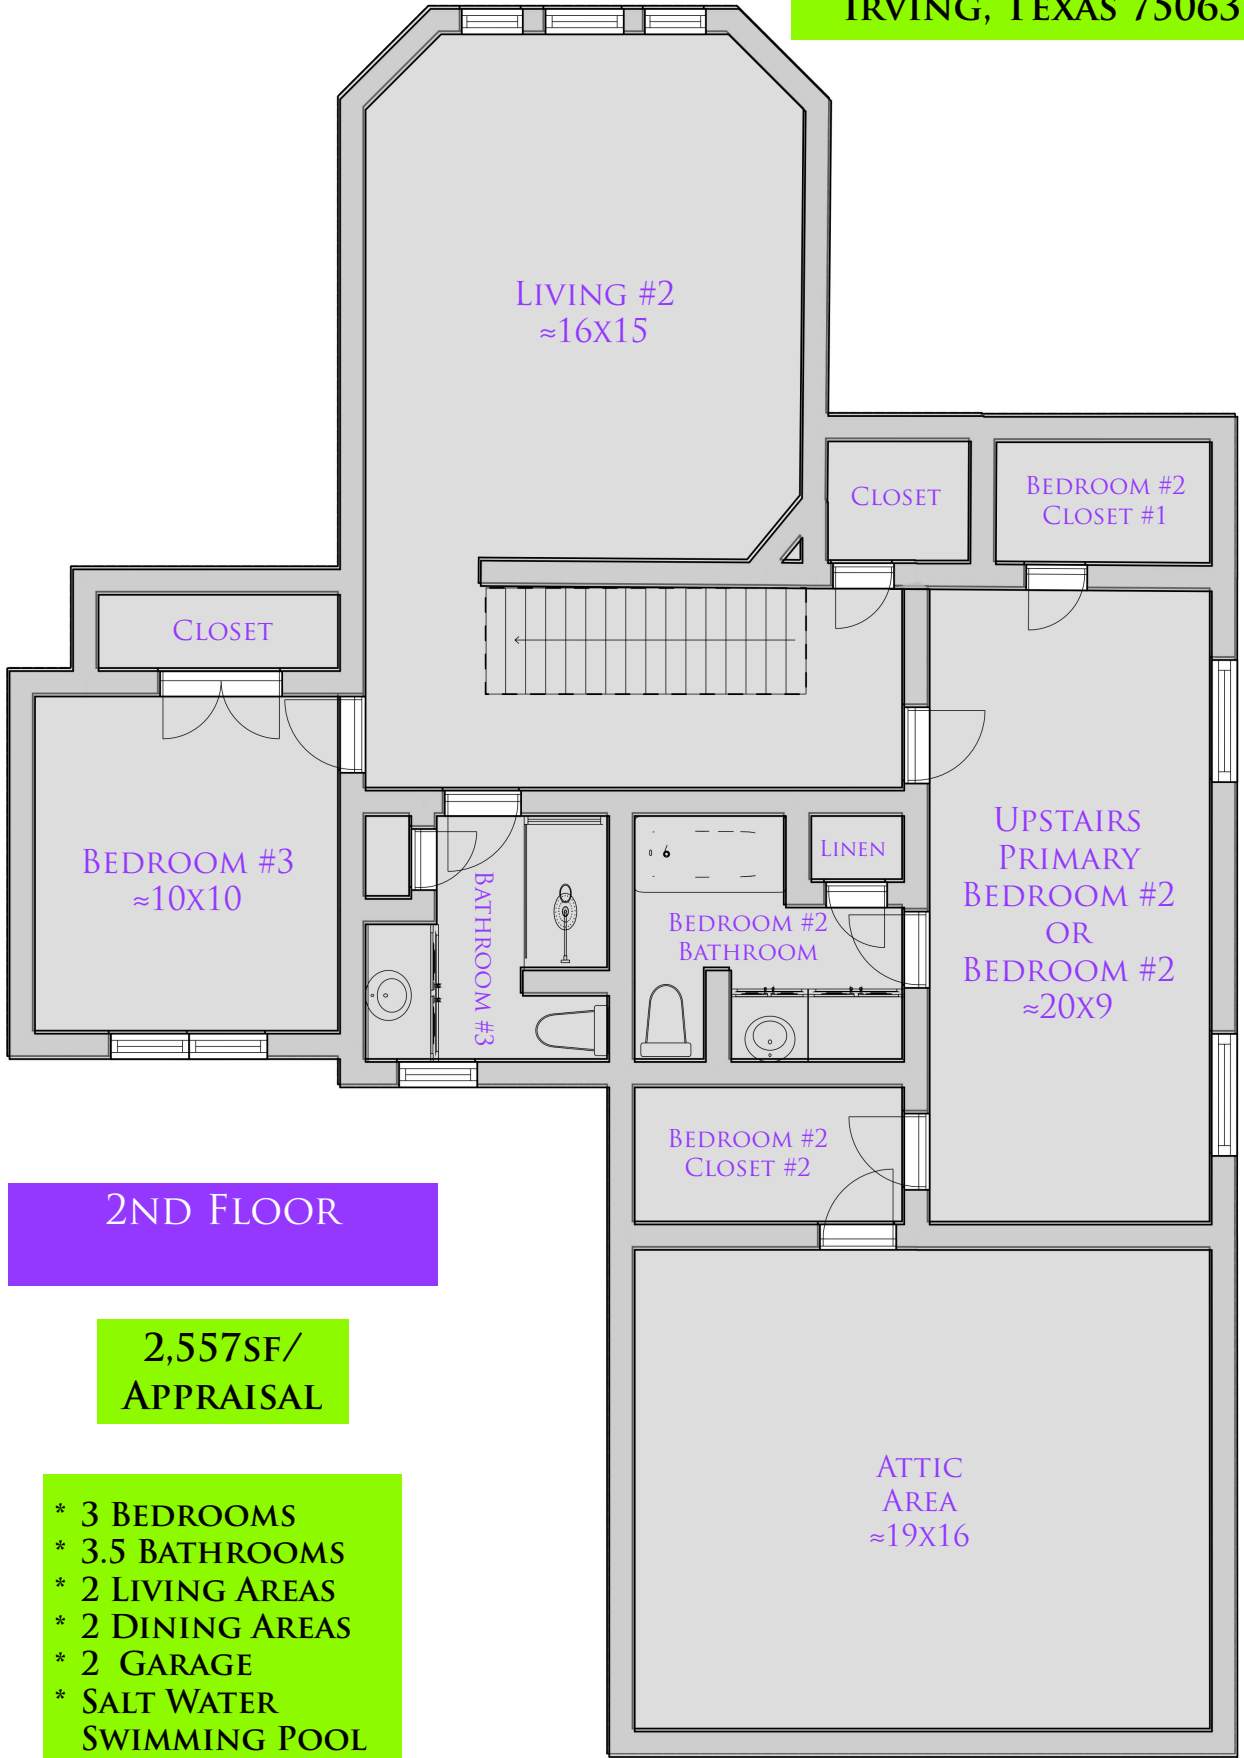 Irving, Texas 75063
Living #2
≈16x15
Closet
Bedroom #2
Closet #1
Closet
Bedroom #3
≈10x10
Bathroom #3
Linen
Bedroom #2
Bathroom
Upstairs
Primary
Bedroom #2
or
Bedroom #2
≈20x9
Bedroom #2
Closet #2
2nd Floor
2,557sf/
Appraisal
* 3 Bedrooms
* 3.5 Bathrooms
* 2 Living Areas
* 2 Dining Areas
* 2 Garage
* Salt Water
Swimming Pool
Attic
Area
≈19x16